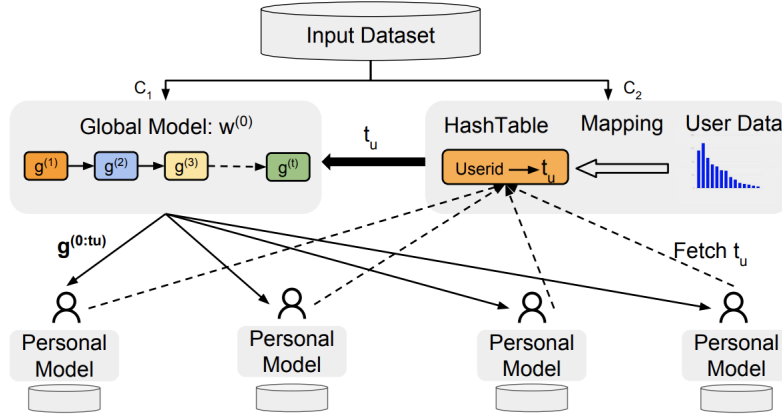 Input Dataset
C₁
C₂
Global Model: w⁽⁰⁾
g⁽¹⁾
g⁽²⁾
g⁽³⁾
g⁽ᵗ⁾
tᵤ
HashTable
Mapping
User Data
Userid → tᵤ
g⁽⁰:ᵗᵘ⁾
Fetch tᵤ
Personal
Model
Personal
Model
Personal
Model
Personal
Model